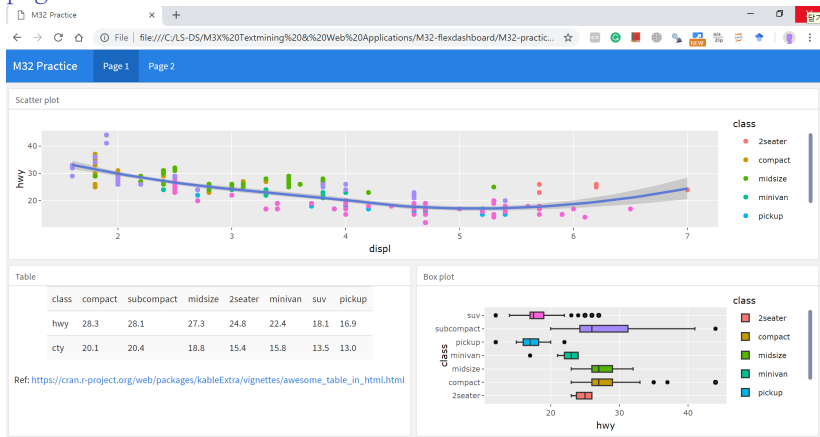 page
M32 Practice
File
file:///C:/LS-DS/M3X%20Textmining%20&%20Web%20Applications/M32-flexdashboard/M32-practic...
닫기
M32 Practice Page 1 Page 2
Scatter plot
class
2seater
compact
midsize
minivan
pickup
hwy
40
30
20
2 3 4 5 6 7
displ
Table
class compact subcompact midsize 2seater minivan suv pickup
hwy 28.3 28.1 27.3 24.8 22.4 18.1 16.9
cty 20.1 20.4 18.8 15.4 15.8 13.5 13.0
Ref: https://cran.r-project.org/web/packages/kableExtra/vignettes/awesome_table_in_html.html
Box plot
class
suv
subcompact
pickup
minivan
midsize
compact
2seater
20 30 40
hwy
class
2seater
compact
midsize
minivan
pickup